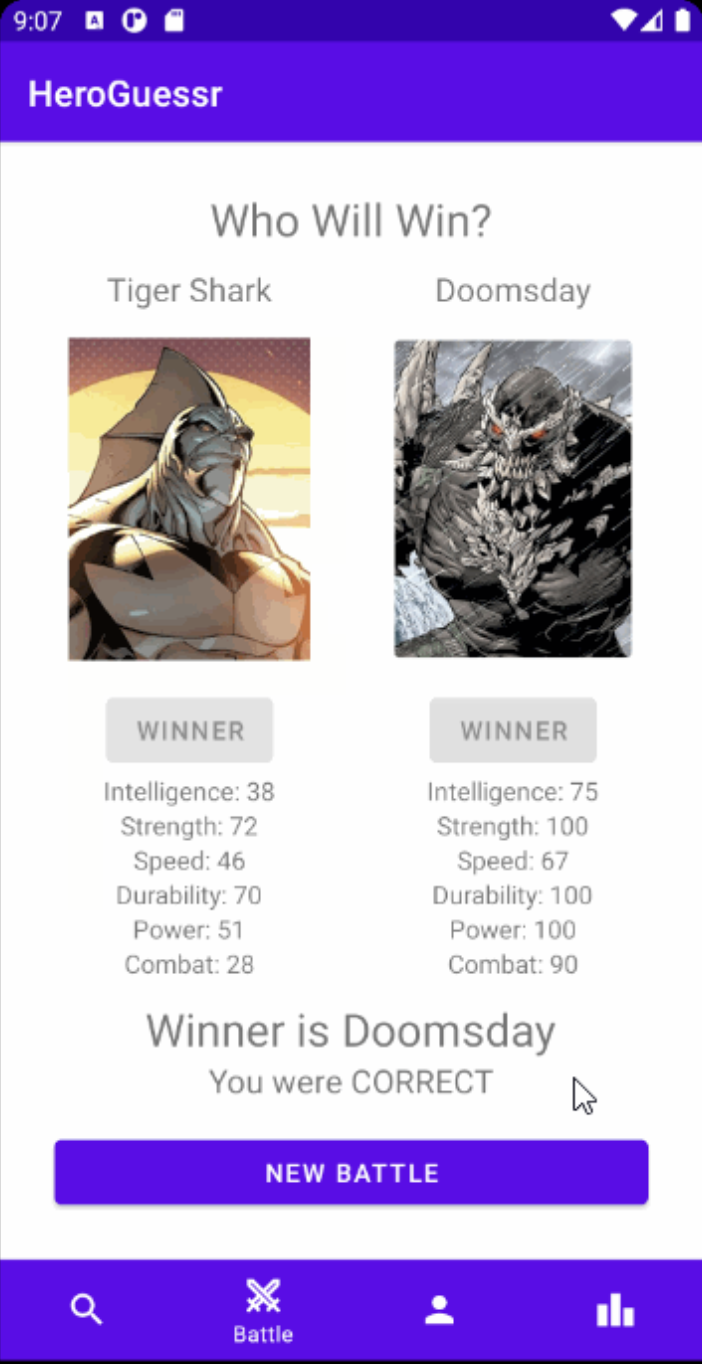 9:07
HeroGuessr
Who Will Win?
Tiger Shark Doomsday
WINNER WINNER
Intelligence: 38 Intelligence: 75
Strength: 72 Strength: 100
Speed: 46 Speed: 67
Durability: 70 Durability: 100
Power: 51 Power: 100
Combat: 28 Combat: 90
Winner is Doomsday
You were CORRECT
NEW BATTLE
Battle